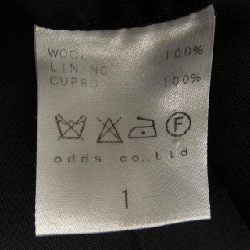 WOOL 100%
LINING
CUPRO 100%
F
odds co.,Ltd
1